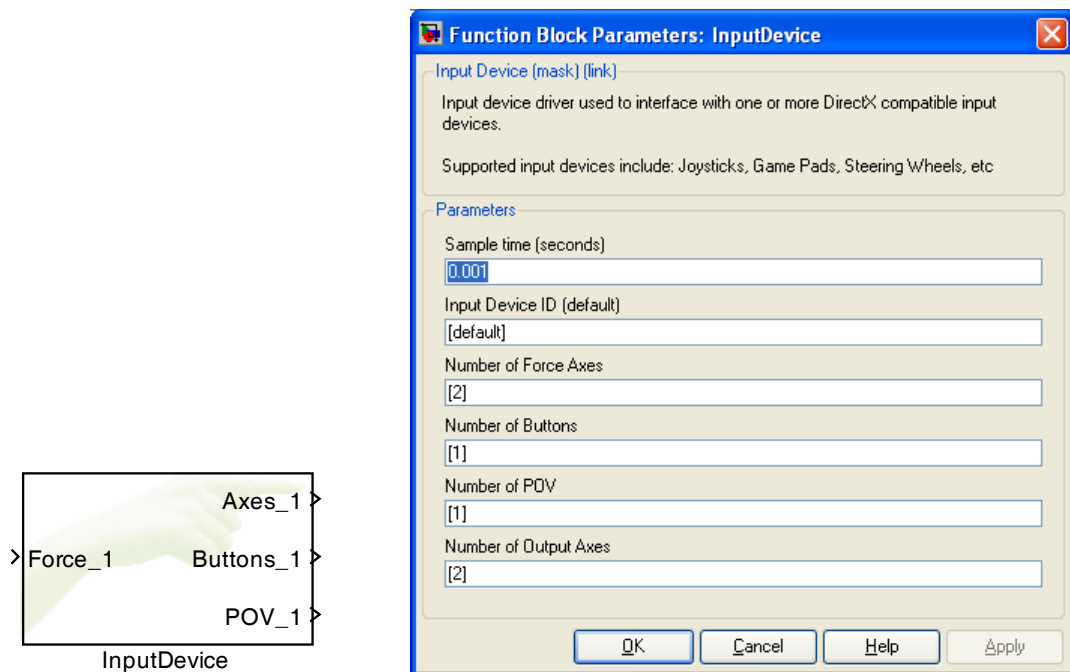 Function Block Parameters: InputDevice
Input Device (mask) (link)
Input device driver used to interface with one or more DirectX compatible input
devices.
Supported input devices include: Joysticks, Game Pads, Steering Wheels, etc
Parameters
Sample time (seconds)
0.001
Input Device ID (default)
[default]
Number of Force Axes
[2]
Number of Buttons
[1]
Number of POV
[1]
Number of Output Axes
[2]
OK Cancel Help Apply
Axes_1
Force_1 Buttons_1
POV_1
InputDevice